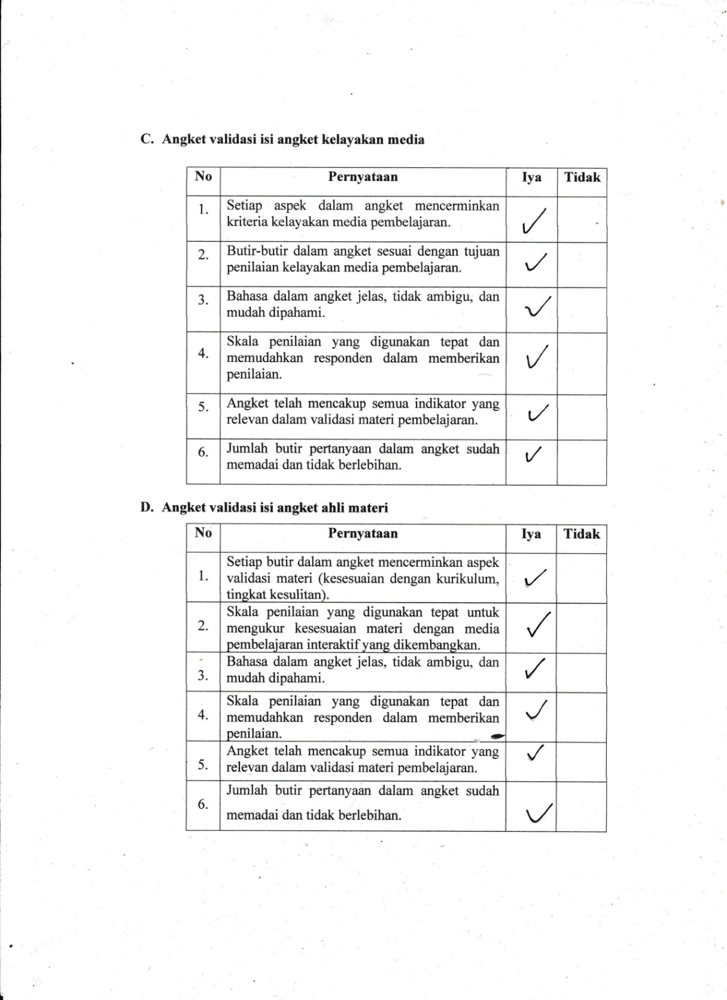 C. Angket validasi isi angket kelayakan media
No Pernyataan Iya Tidak
1. Setiap aspek dalam angket mencerminkan
kriteria kelayakan media pembelajaran. ✓
2. Butir-butir dalam angket sesuai dengan tujuan
penilaian kelayakan media pembelajaran. ✓
3. Bahasa dalam angket jelas, tidak ambigu, dan
mudah dipahami. ✓
4. Skala penilaian yang digunakan tepat dan
memudahkan responden dalam memberikan ✓
penilaian.
5. Angket telah mencakup semua indikator yang
relevan dalam validasi materi pembelajaran. ✓
6. Jumlah butir pertanyaan dalam angket sudah
memadai dan tidak berlebihan. ✓
D. Angket validasi isi angket ahli materi
No Pernyataan Iya Tidak
Setiap butir dalam angket mencerminkan aspek
1. validasi materi (kesesuaian dengan kurikulum, ✓
tingkat kesulitan).
Skala penilaian yang digunakan tepat untuk
2. mengukur kesesuaian materi dengan media ✓
pembelajaran interaktif yang dikembangkan.
Bahasa dalam angket jelas, tidak ambigu, dan
3. mudah dipahami. ✓
Skala penilaian yang digunakan tepat dan
4. memudahkan responden dalam memberikan ✓
penilaian.
Angket telah mencakup semua indikator yang ✓
5. relevan dalam validasi materi pembelajaran.
Jumlah butir pertanyaan dalam angket sudah
6. memadai dan tidak berlebihan. ✓